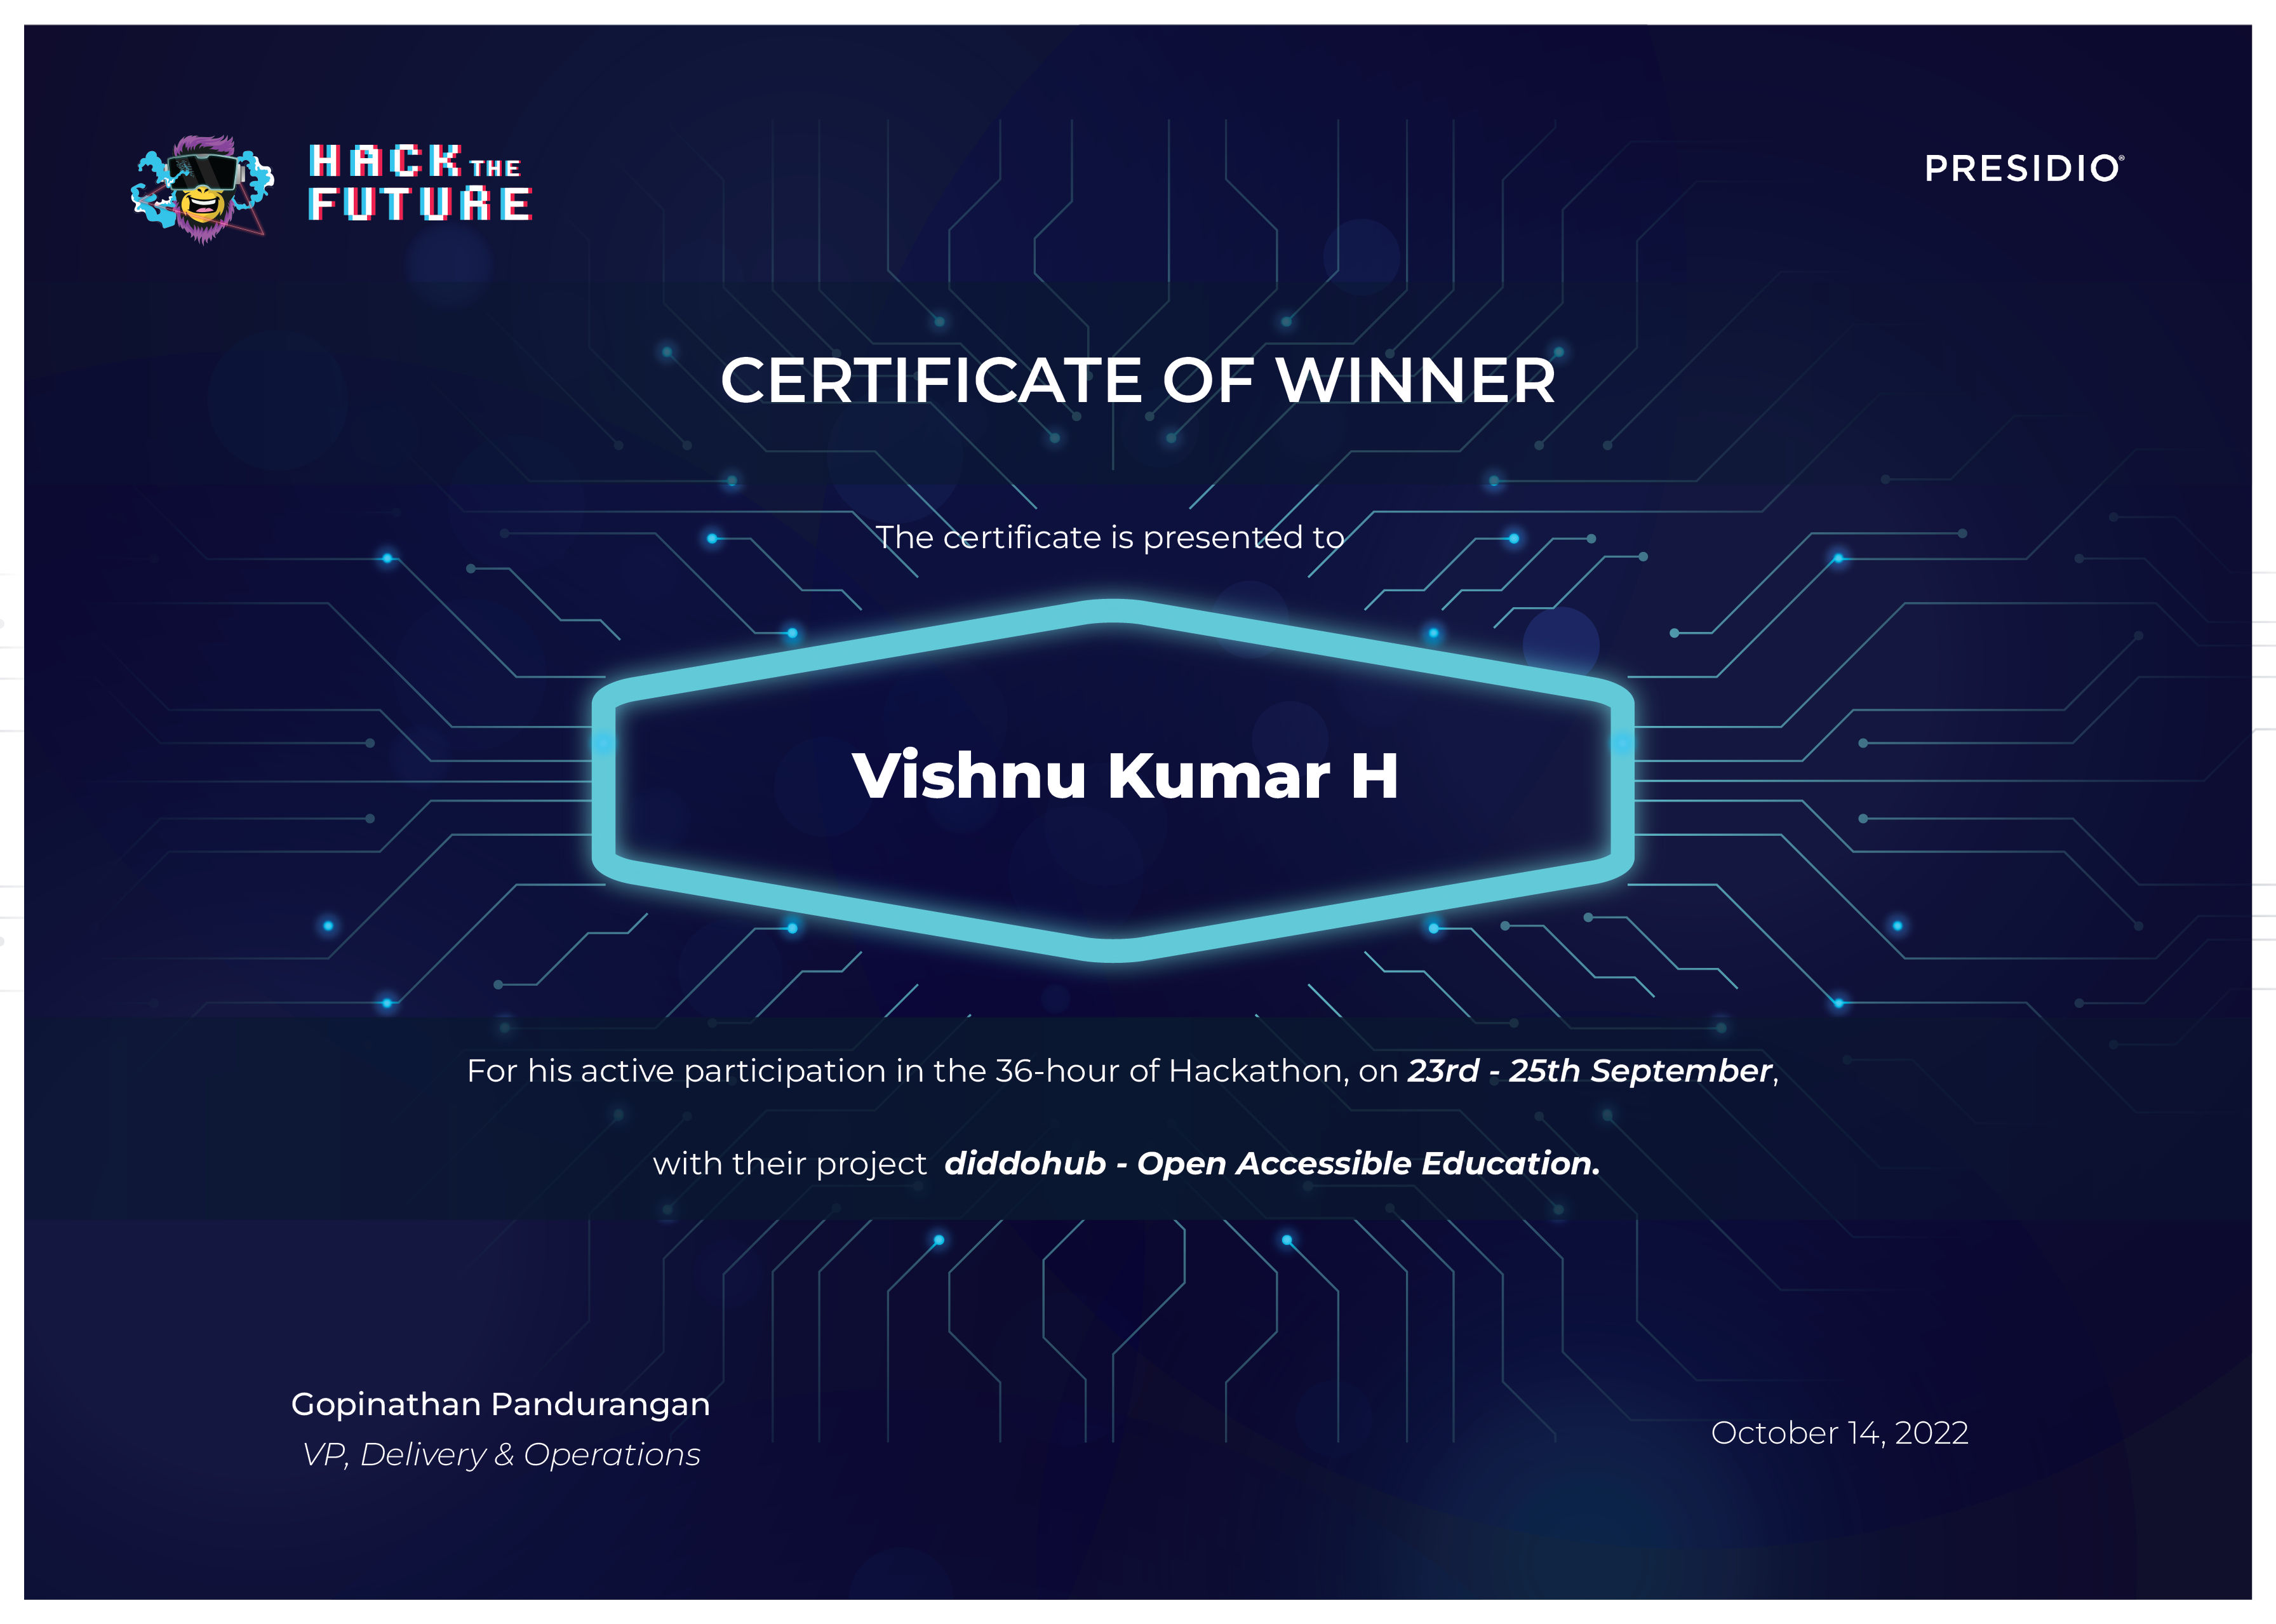 HACK THE
FUTURE
PRESIDIO®
CERTIFICATE OF WINNER
The certificate is presented to
Vishnu Kumar H
For his active participation in the 36-hour of Hackathon, on 23rd - 25th September,
with their project diddohub - Open Accessible Education.
Gopinathan Pandurangan
VP, Delivery & Operations
October 14, 2022